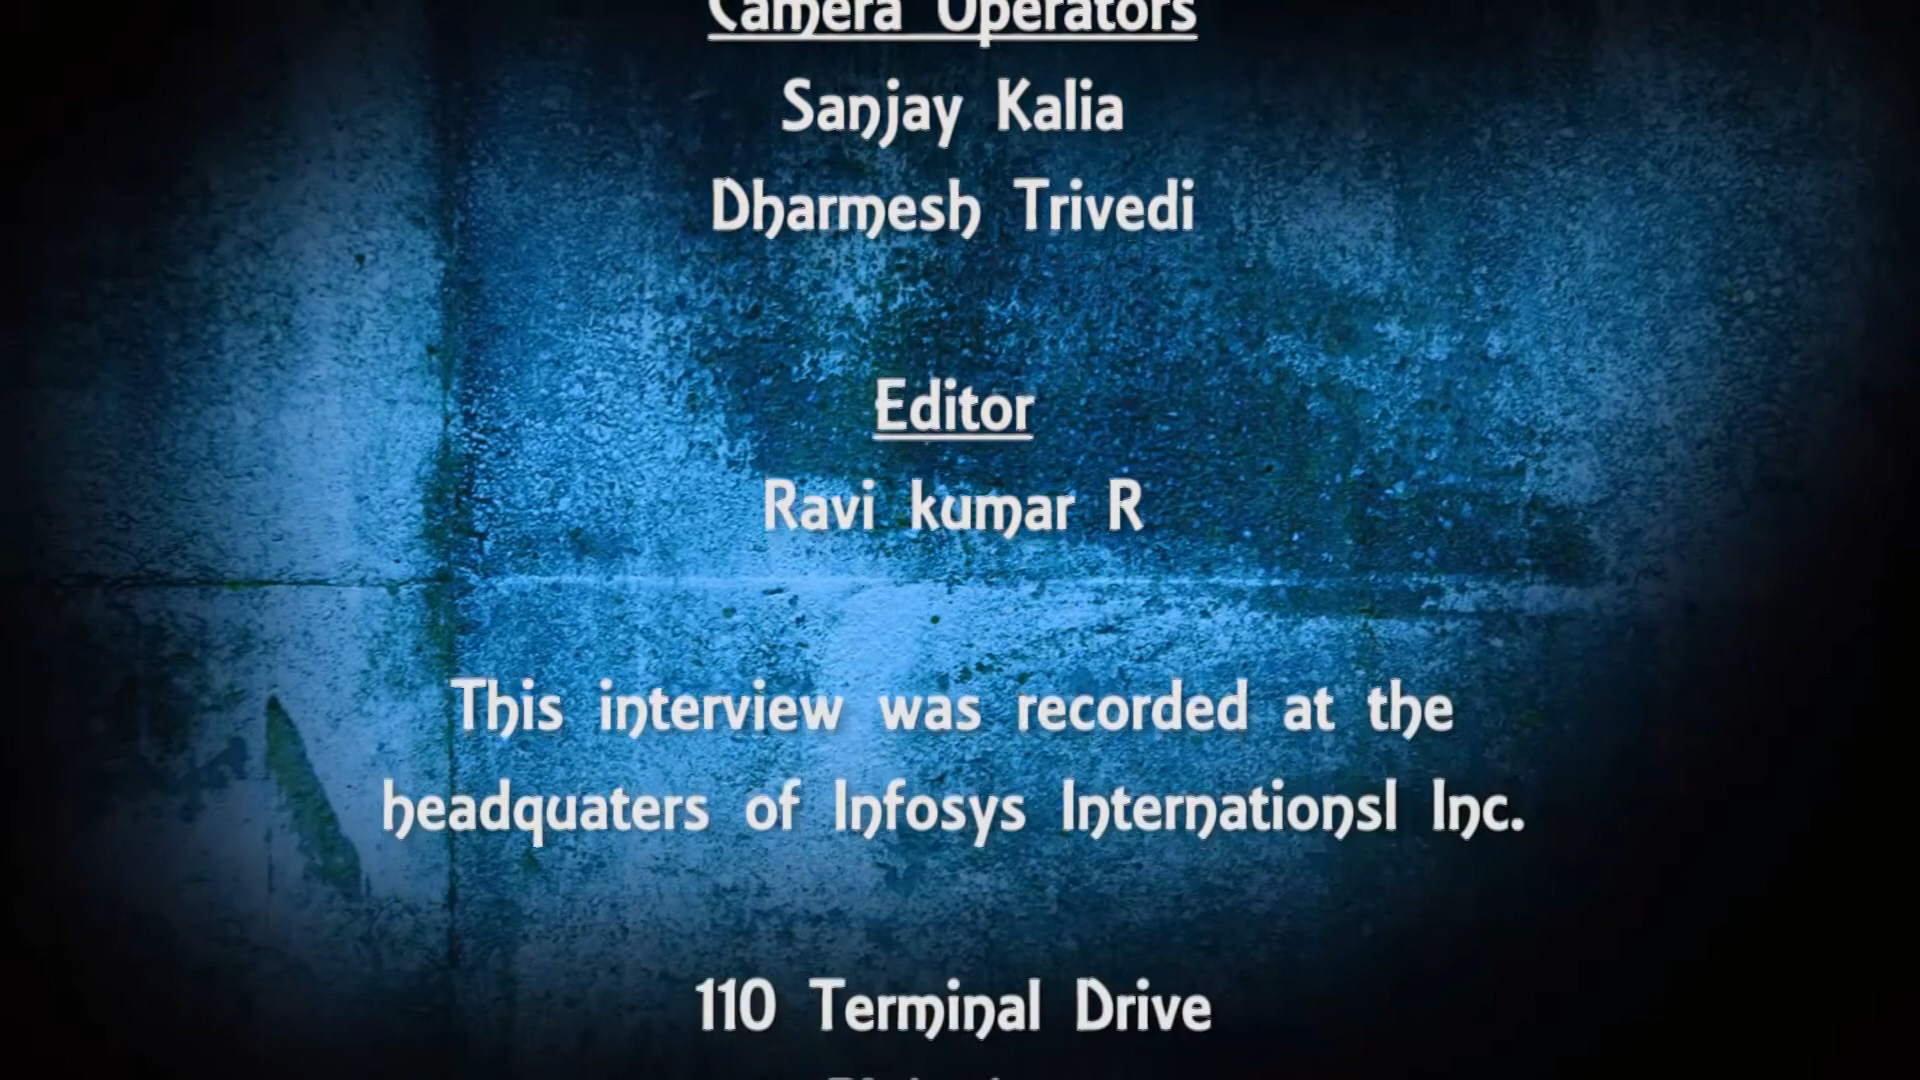 Camera Operators
Sanjay Kalia
Dharmesh Trivedi
Editor
Ravi kumar R
This interview was recorded at the
headquaters of Infosys Internationsl Inc.
110 Terminal Drive